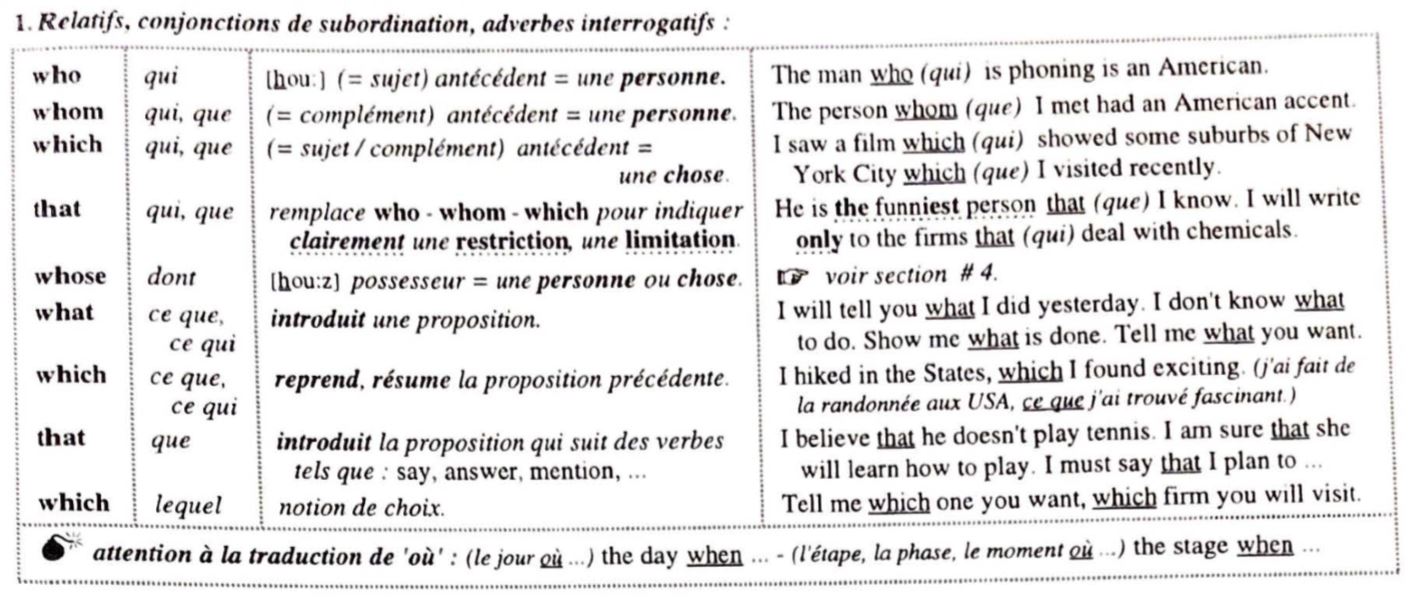 1. Relatifs, conjonctions de subordination, adverbes interrogatifs :
who qui [hou:] (= sujet) antécédent = une personne. The man who (qui) is phoning is an American.
whom qui, que (= complément) antécédent = une personne. The person whom (que) I met had an American accent.
which qui, que (= sujet / complément) antécédent = I saw a film which (qui) showed some suburbs of New
une chose. York City which (que) I visited recently.
that qui, que remplace who - whom - which pour indiquer He is the funniest person that (que) I know. I will write
clairement une restriction, une limitation. only to the firms that (qui) deal with chemicals.
whose dont [hou:z] possesseur = une personne ou chose. ☞ voir section # 4.
what ce que, introduit une proposition. I will tell you what I did yesterday. I don't know what
ce qui to do. Show me what is done. Tell me what you want.
which ce que, reprend, résume la proposition précédente. I hiked in the States, which I found exciting. (j'ai fait de
ce qui la randonnée aux USA, ce que j'ai trouvé fascinant.)
that que introduit la proposition qui suit des verbes I believe that he doesn't play tennis. I am sure that she
tels que : say, answer, mention, ... will learn how to play. I must say that I plan to ...
which lequel notion de choix. Tell me which one you want, which firm you will visit.
attention à la traduction de 'où' : (le jour où ...) the day when ... - (l'étape, la phase, le moment où ...) the stage when ...